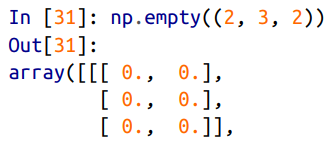 In [31]: np.empty((2, 3, 2))
Out[31]:
array([[[ 0.,  0.],
        [ 0.,  0.],
        [ 0.,  0.]],